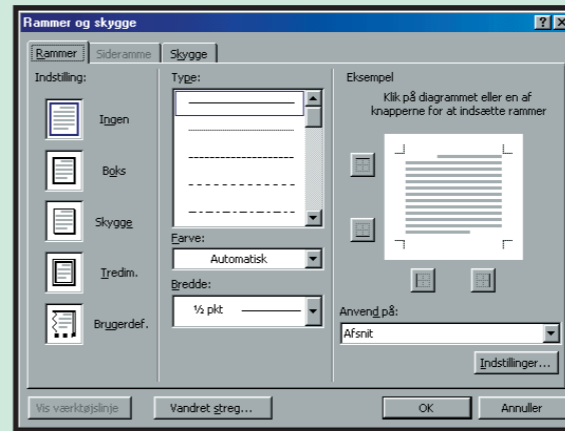 Rammer og skygge
Rammer
Sideramme
Skygge
Indstilling:
Ingen
Boks
Skygge
Tredim.
Brugerdef.
Type:
Farve:
Automatisk
Bredde:
½ pkt
Eksempel
Klik på diagrammet eller en af
knapperne for at indsætte rammer
Anvend på:
Afsnit
Indstillinger...
Vis værktøjslinje
Vandret streg...
OK
Annuller